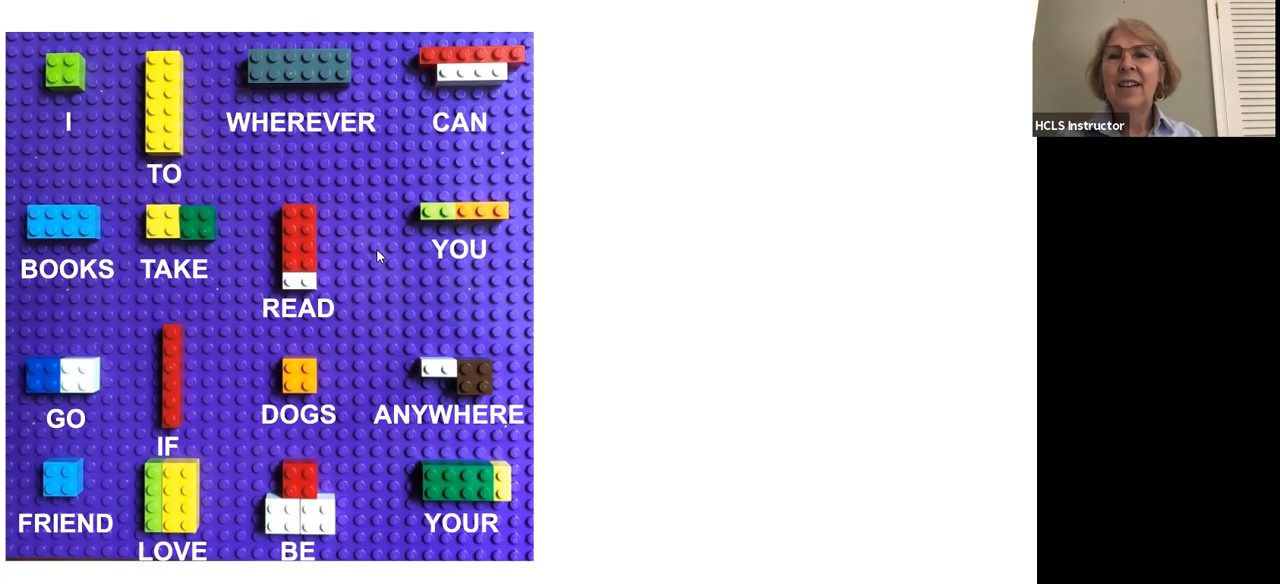 I
TO
WHEREVER
CAN
BOOKS
TAKE
READ
YOU
GO
IF
DOGS
ANYWHERE
FRIEND
LOVE
BE
YOUR
HCLS Instructor